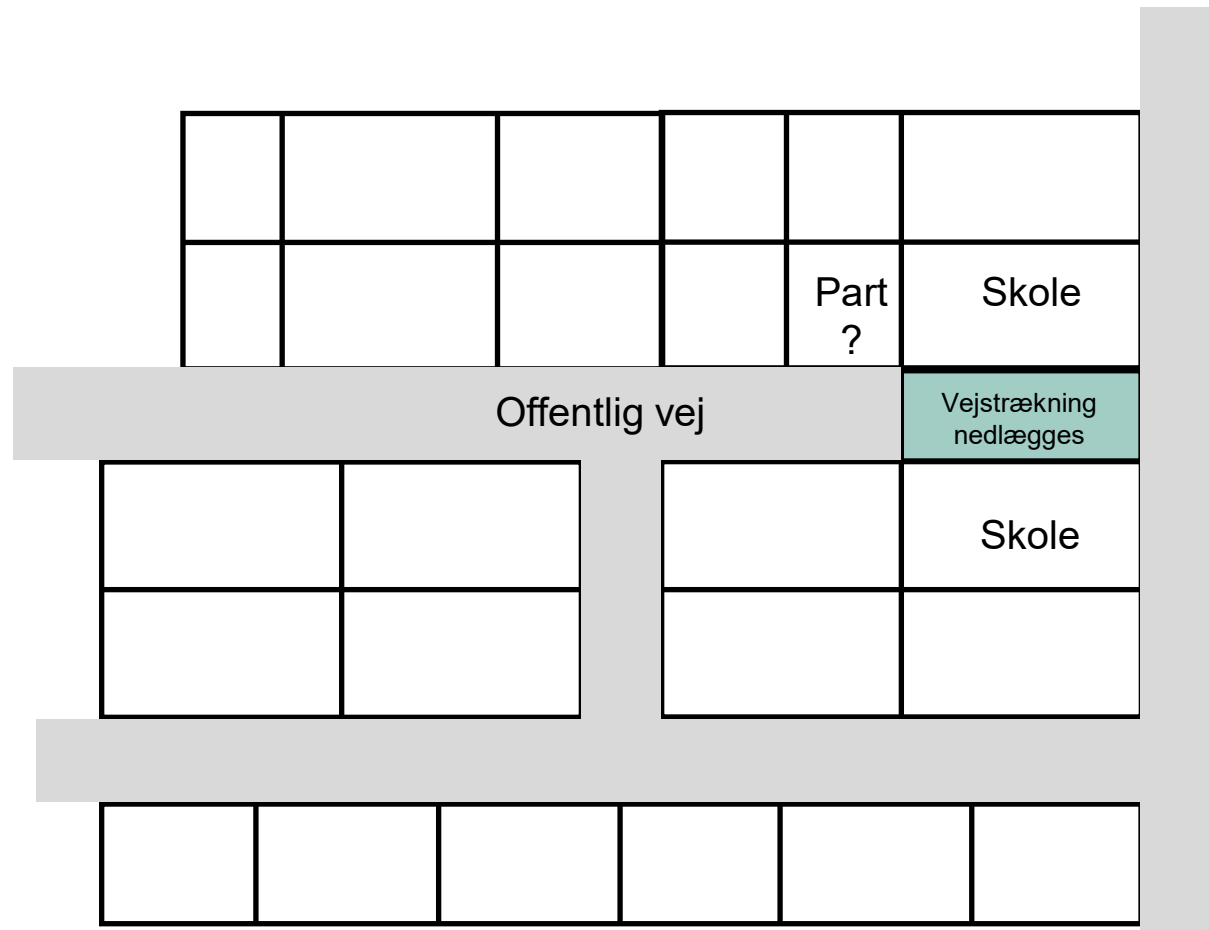 Part
?
Skole
Offentlig vej
Vejstrækning
nedlægges
Skole